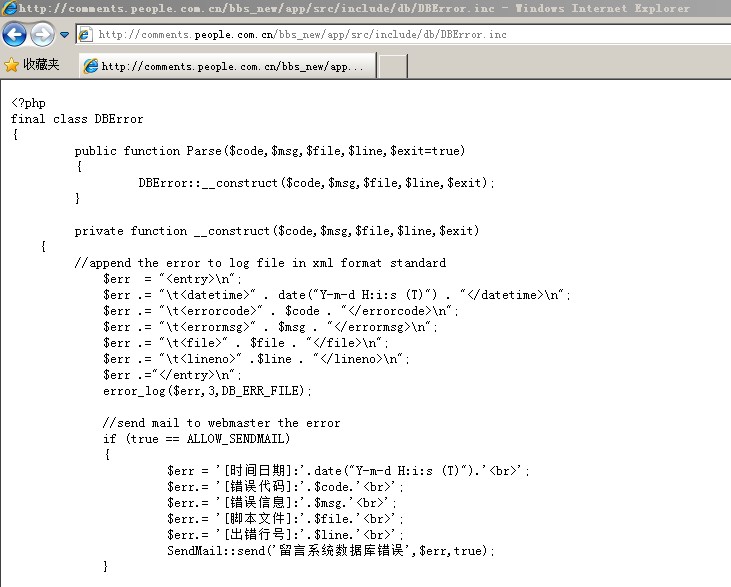 http://comments.people.com.cn/bbs_new/app/src/include/db/DBError.inc - Windows Internet Explorer
http://comments.people.com.cn/bbs_new/app/src/include/db/DBError.inc
收藏夹
http://comments.people.com.cn/bbs_new/app...
<?php
final class DBError
{
public function Parse($code,$msg,$file,$line,$exit=true)
{
DBError::__construct($code,$msg,$file,$line,$exit);
}
private function __construct($code,$msg,$file,$line,$exit)
{
//append the error to log file in xml format standard
$err  = "<entry>\n";
$err .= "\t<datetime>" . date("Y-m-d H:i:s (T)") . "</datetime>\n";
$err .= "\t<errorcode>" . $code . "</errorcode>\n";
$err .= "\t<errormsg>" . $msg . "</errormsg>\n";
$err .= "\t<file>" . $file . "</file>\n";
$err .= "\t<lineno>" .$line . "</lineno>\n";
$err .="</entry>\n";
error_log($err,3,DB_ERR_FILE);
//send mail to webmaster the error
if (true == ALLOW_SENDMAIL)
{
$err = '[时间日期]:'.date("Y-m-d H:i:s (T)").'<br>';
$err.= '[错误代码]:'.$code.'<br>';
$err.= '[错误信息]:'.$msg.'<br>';
$err.= '[脚本文件]:'.$file.'<br>';
$err.= '[出错行号]:'.$line.'<br>';
SendMail::send('留言系统数据库错误',$err,true);
}